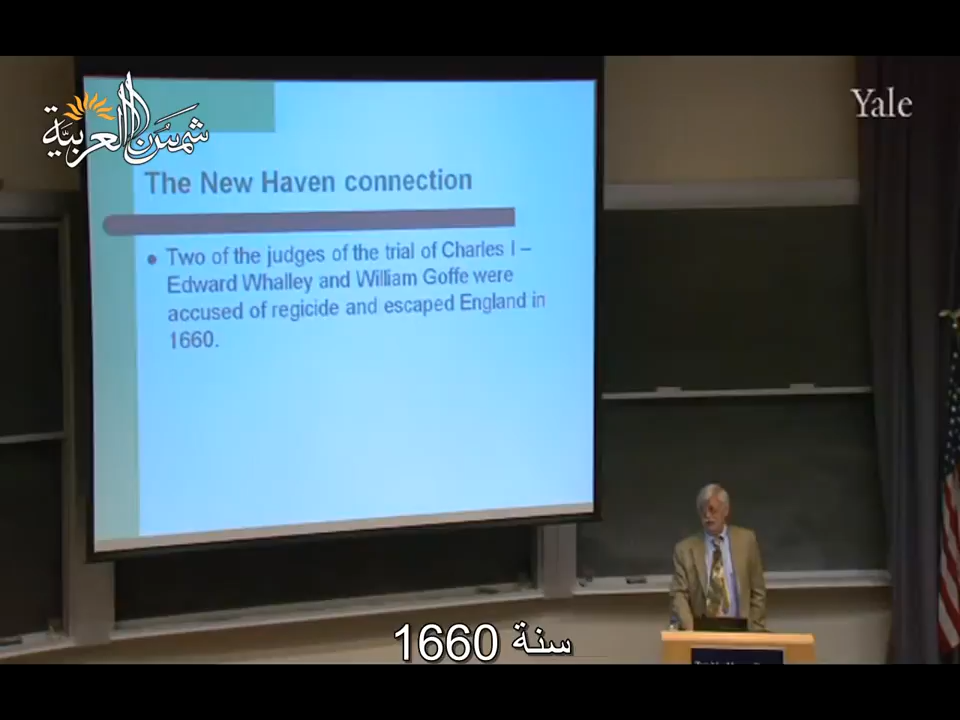 شمس العربية
Yale
The New Haven connection
Two of the judges of the trial of Charles I –
Edward Whalley and William Goffe were
accused of regicide and escaped England in
1660.
سنة 1660